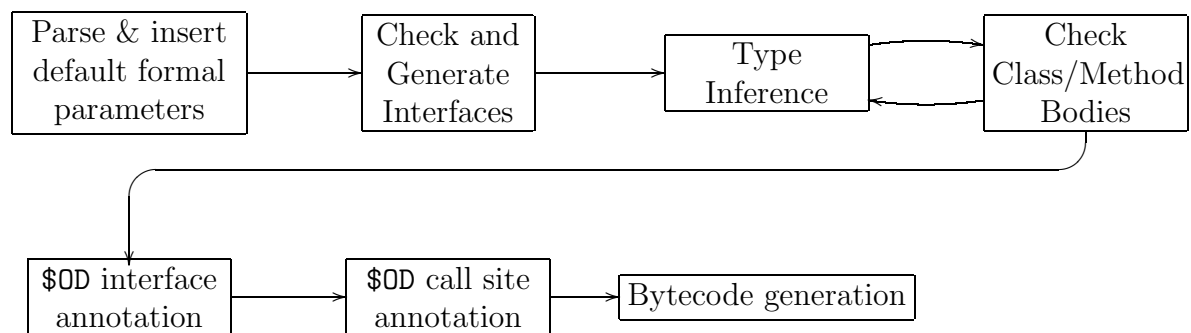 Parse & insert
default formal
parameters
Check and
Generate
Interfaces
Type
Inference
Check
Class/Method
Bodies
$OD interface
annotation
$OD call site
annotation
Bytecode generation